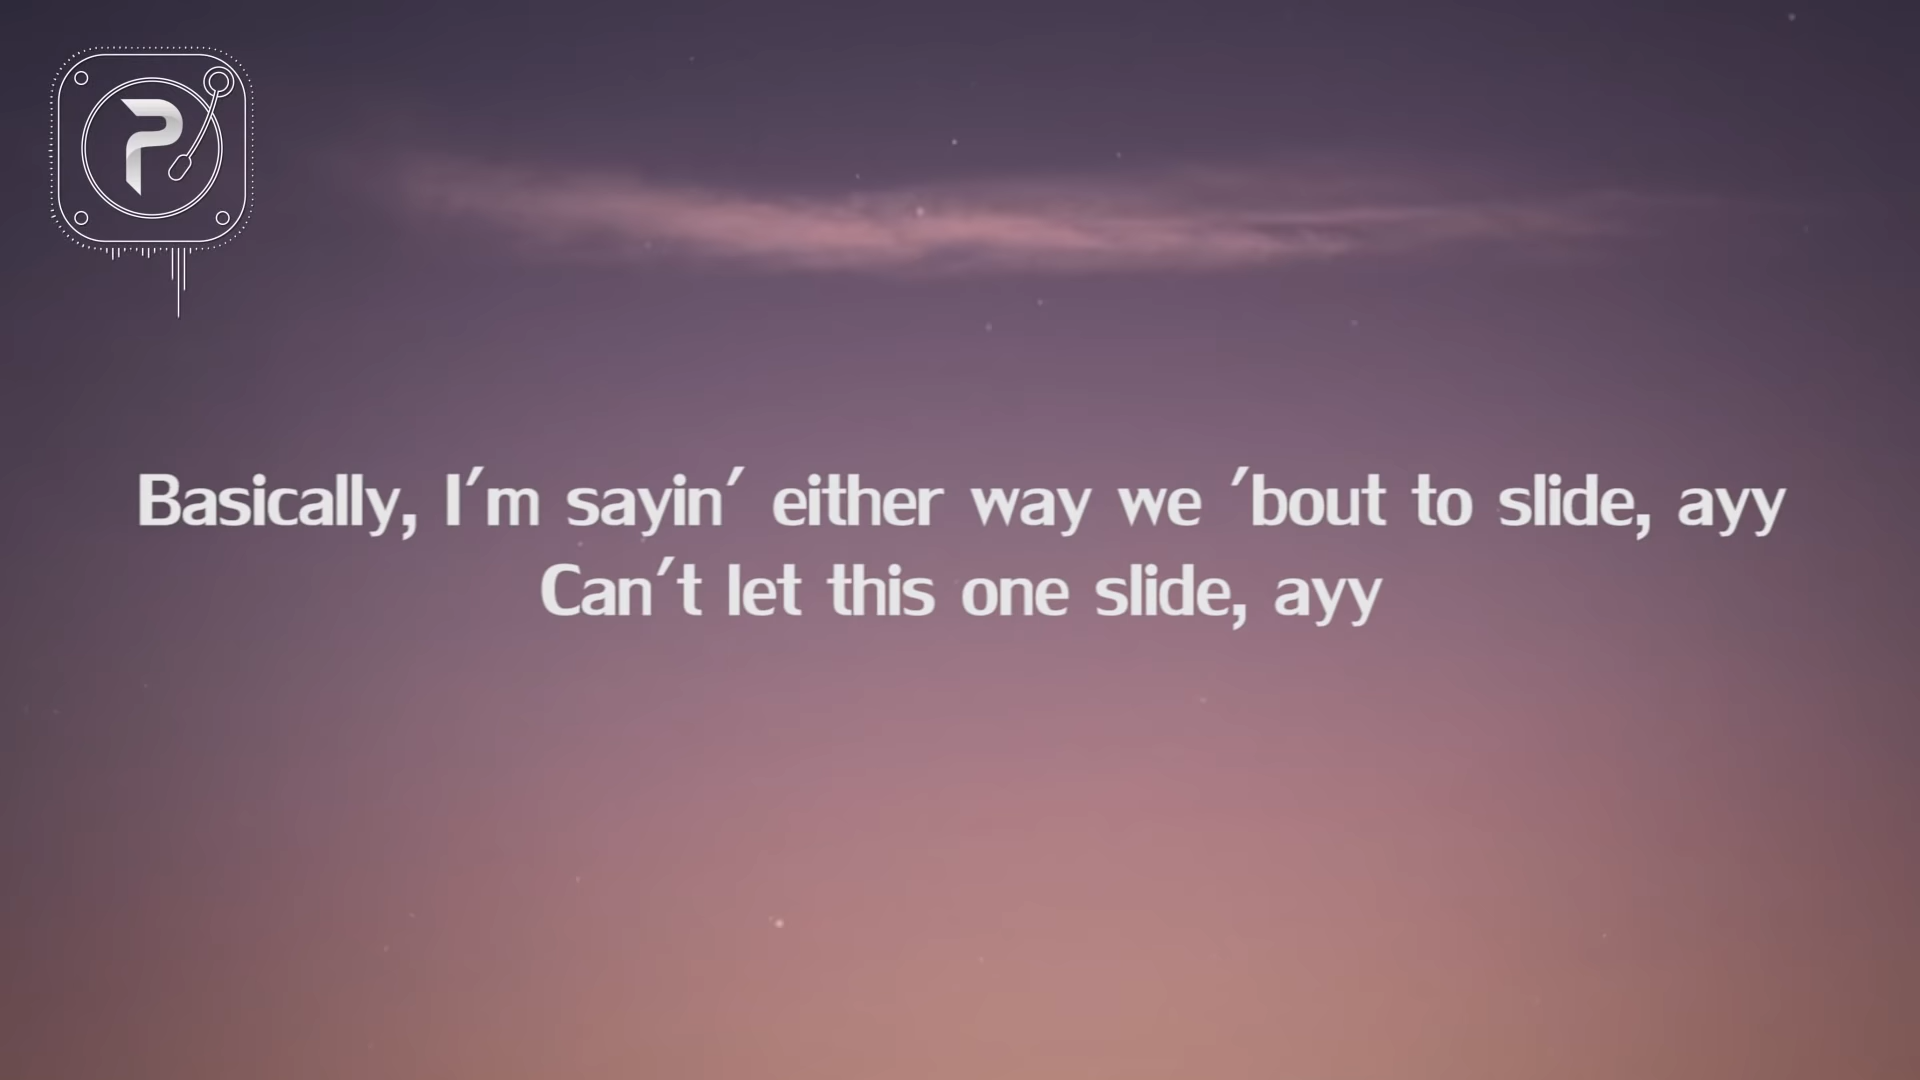 P
Basically, I'm sayin' either way we 'bout to slide, ayy
Can't let this one slide, ayy